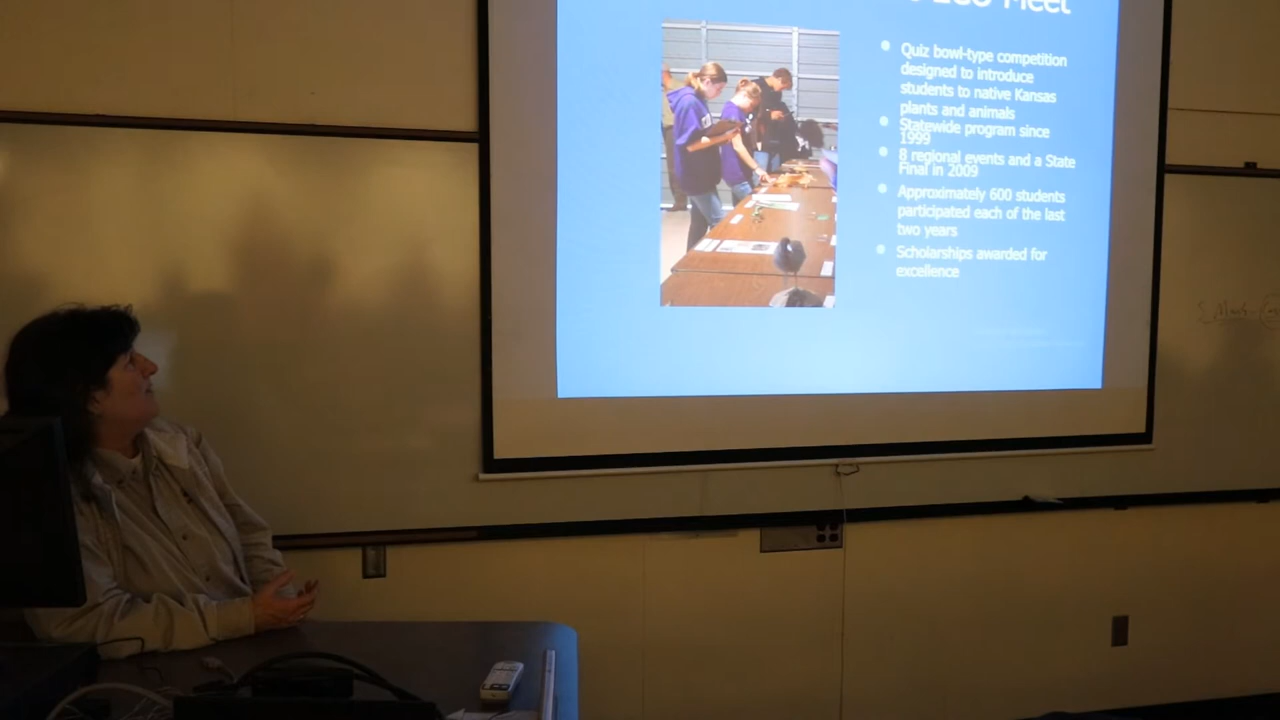 Eco Meet
Quiz bowl-type competition
designed to introduce
students to native Kansas
plants and animals
Statewide program since
1999
8 regional events and a State
Final in 2009
Approximately 600 students
participated each of the last
two years
Scholarships awarded for
excellence